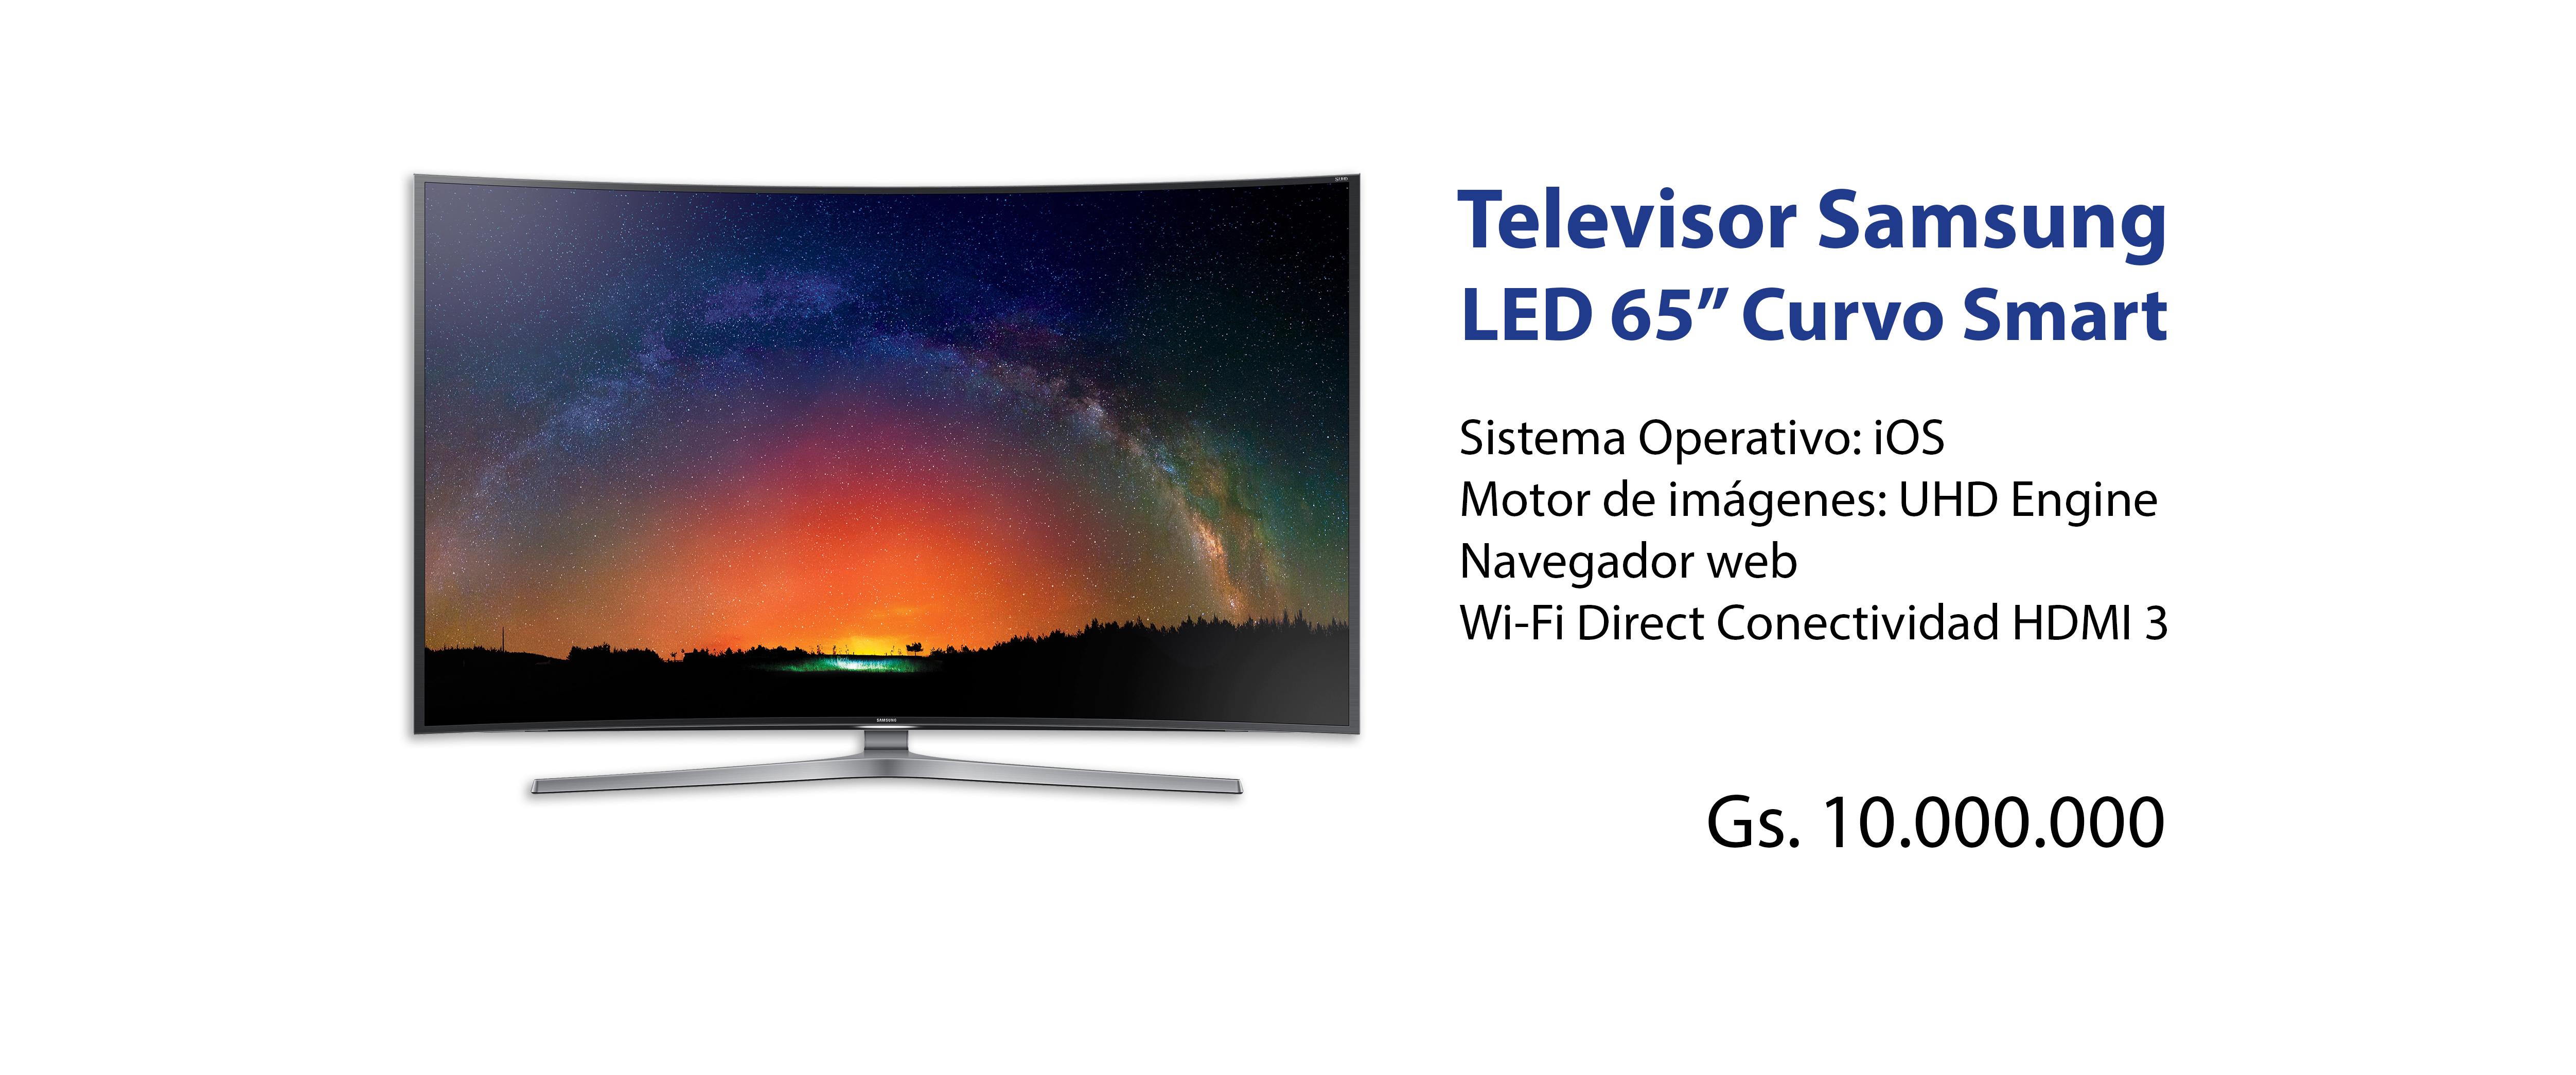 Televisor Samsung
LED 65” Curvo Smart
Sistema Operativo: iOS
Motor de imágenes: UHD Engine
Navegador web
Wi-Fi Direct Conectividad HDMI 3
Gs. 10.000.000
SAMSUNG